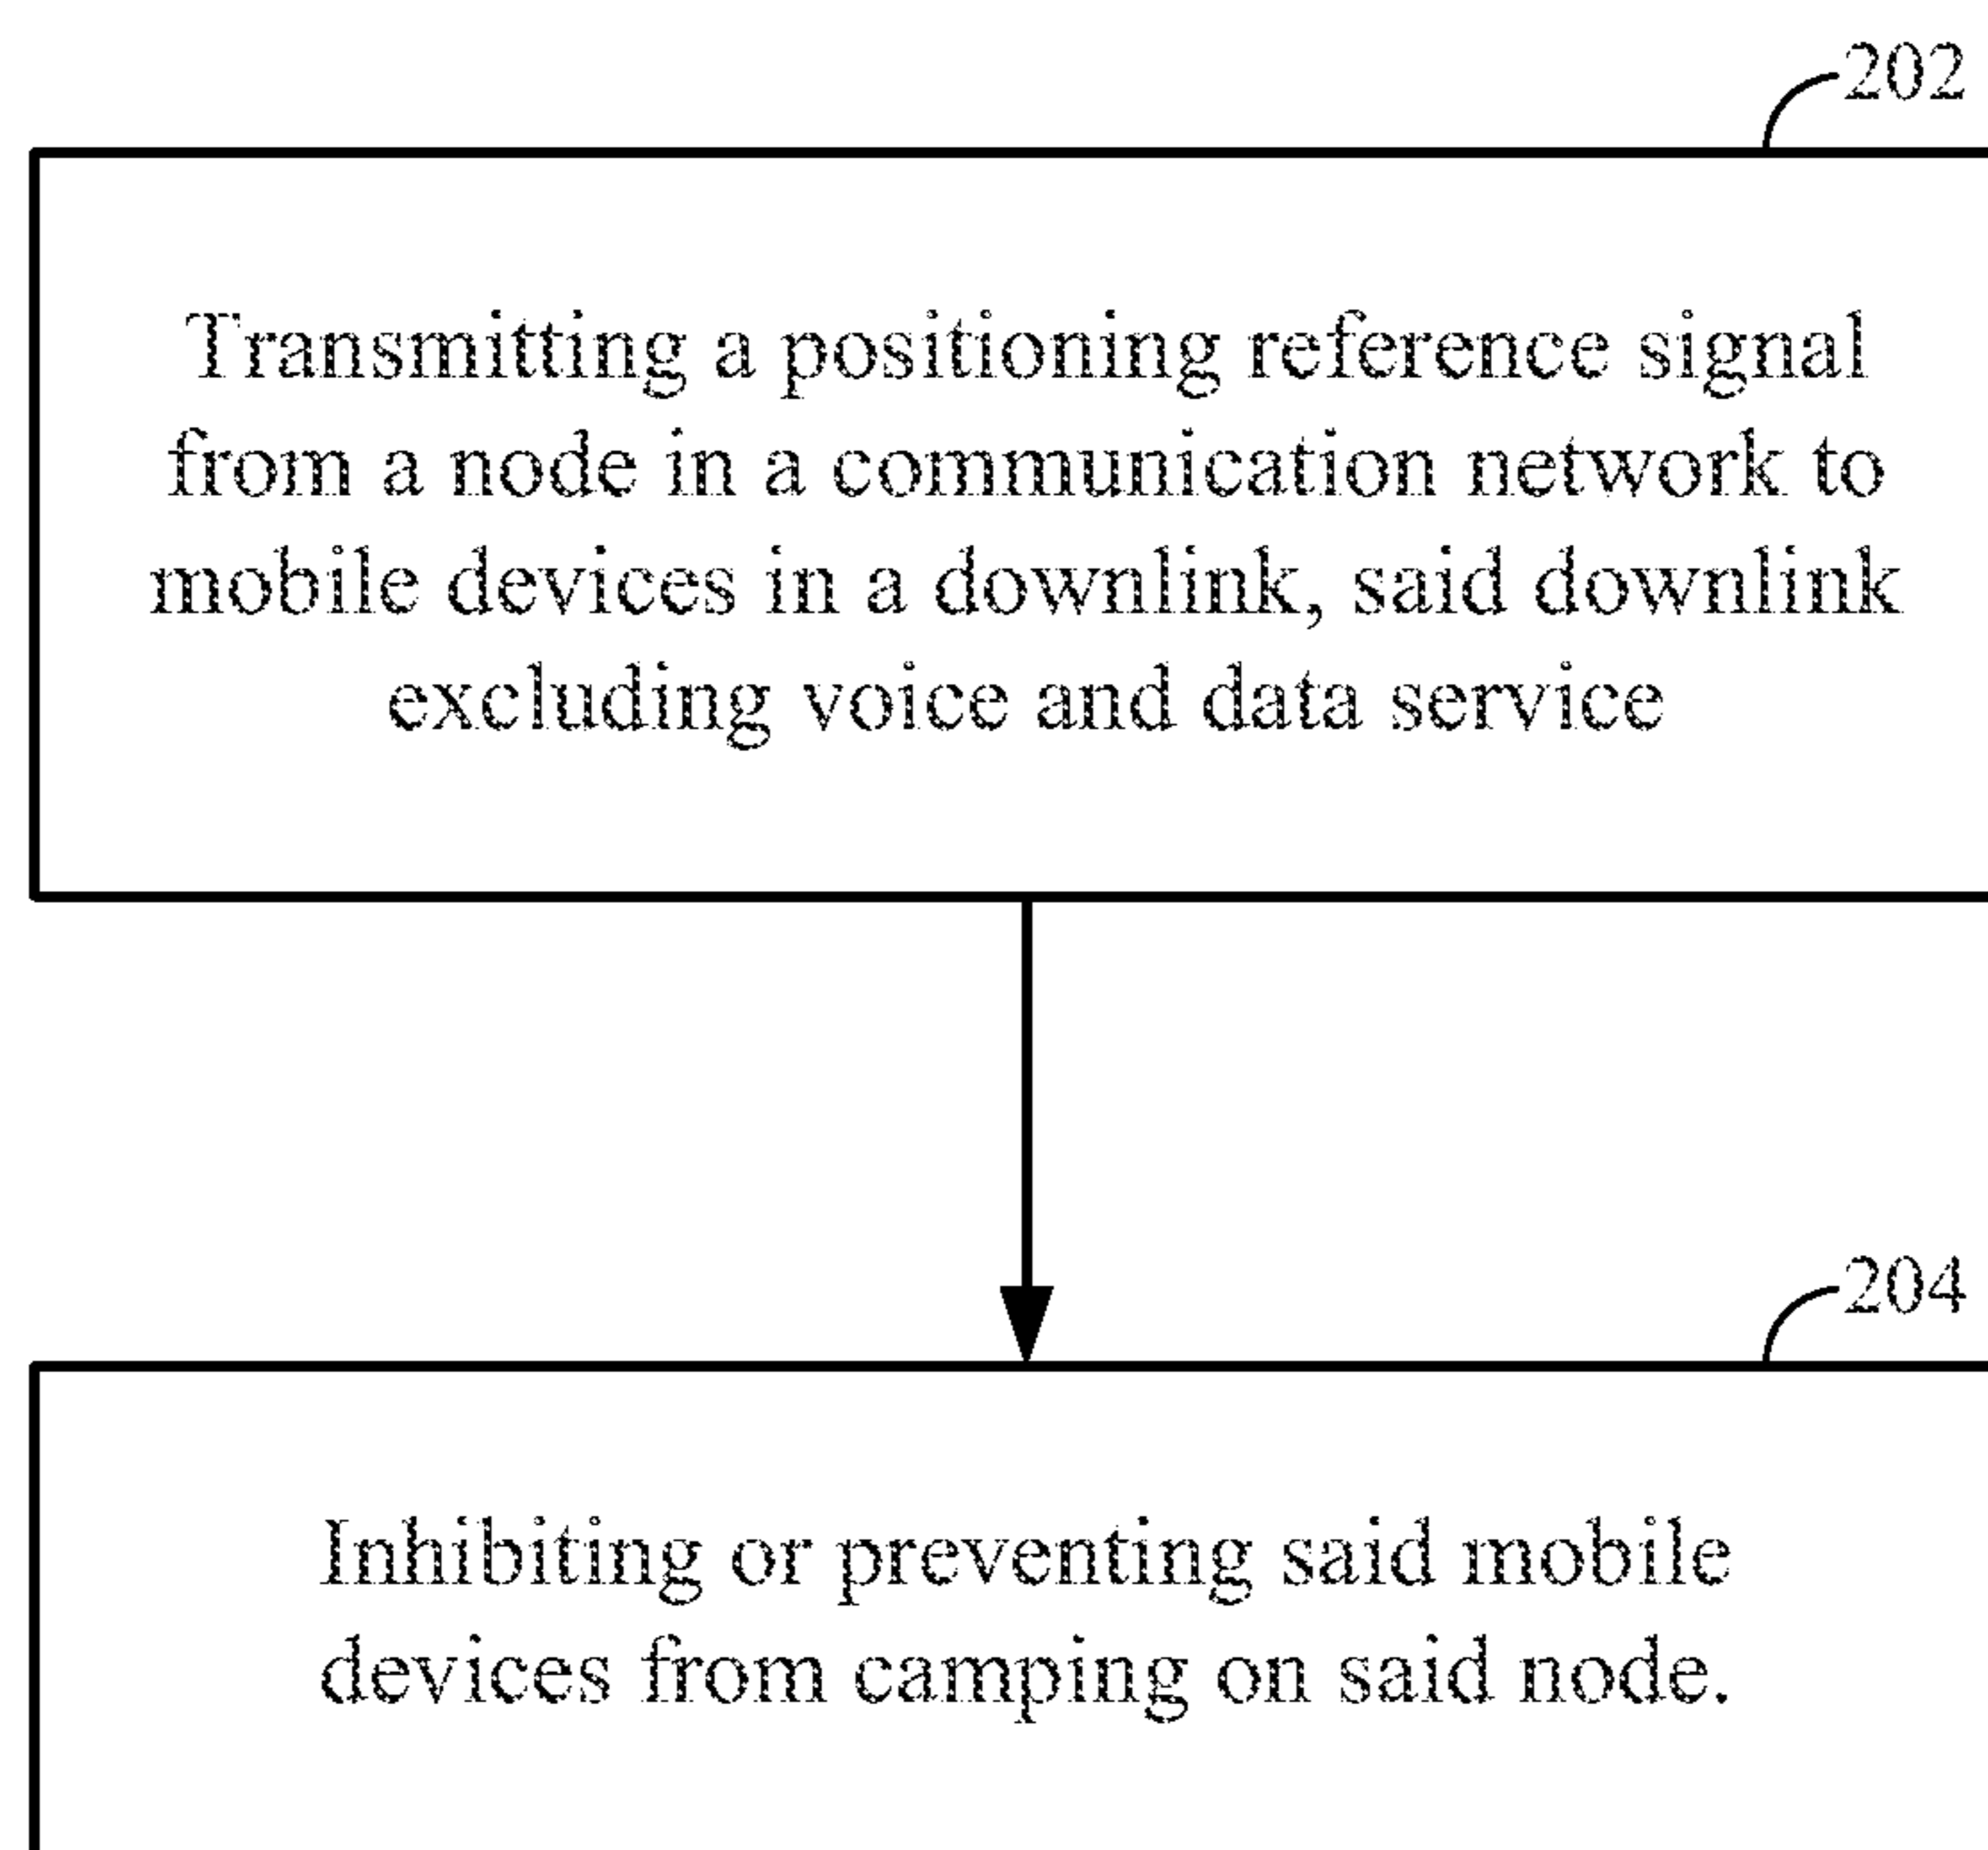 202
Transmitting a positioning reference signal
from a node in a communication network to
mobile devices in a downlink, said downlink
excluding voice and data service
204
Inhibiting or preventing said mobile
devices from camping on said node.